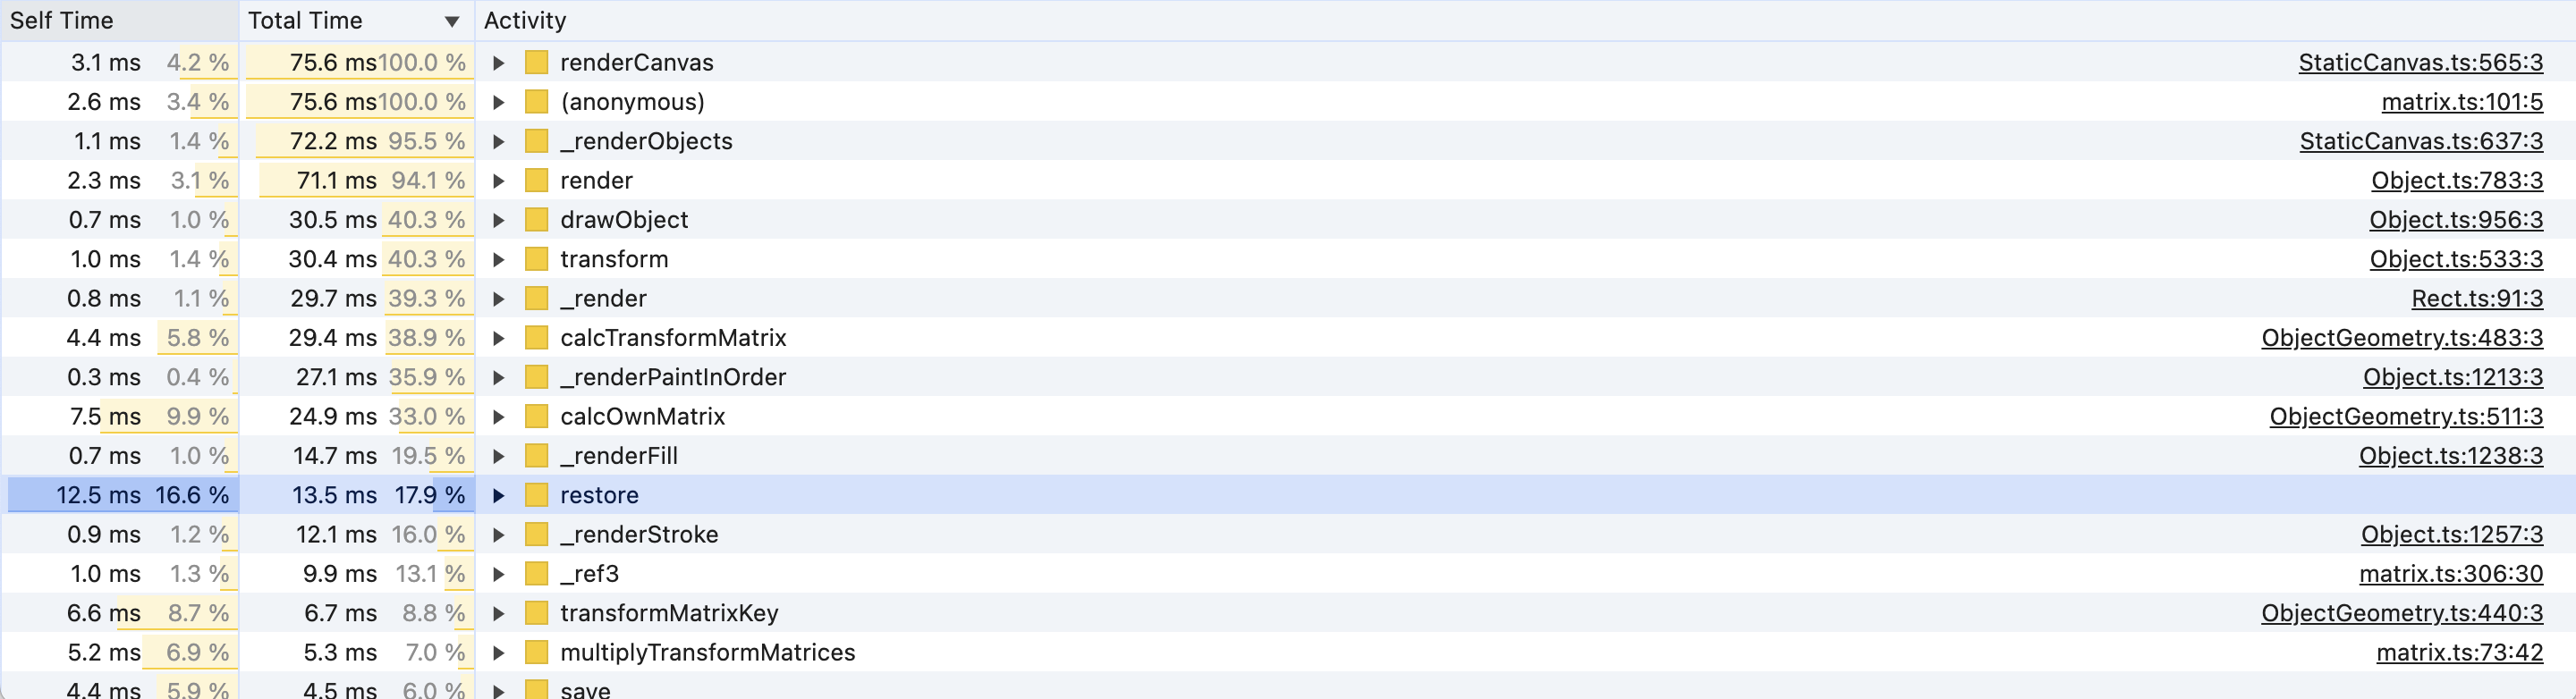 Self Time Total Time ▼ Activity
3.1 ms 4.2 % 75.6 ms 100.0 % ▶ renderCanvas StaticCanvas.ts:565:3
2.6 ms 3.4 % 75.6 ms 100.0 % ▶ (anonymous) matrix.ts:101:5
1.1 ms 1.4 % 72.2 ms 95.5 % ▶ _renderObjects StaticCanvas.ts:637:3
2.3 ms 3.1 % 71.1 ms 94.1 % ▶ render Object.ts:783:3
0.7 ms 1.0 % 30.5 ms 40.3 % ▶ drawObject Object.ts:956:3
1.0 ms 1.4 % 30.4 ms 40.3 % ▶ transform Object.ts:533:3
0.8 ms 1.1 % 29.7 ms 39.3 % ▶ _render Rect.ts:91:3
4.4 ms 5.8 % 29.4 ms 38.9 % ▶ calcTransformMatrix ObjectGeometry.ts:483:3
0.3 ms 0.4 % 27.1 ms 35.9 % ▶ _renderPaintInOrder Object.ts:1213:3
7.5 ms 9.9 % 24.9 ms 33.0 % ▶ calcOwnMatrix ObjectGeometry.ts:511:3
0.7 ms 1.0 % 14.7 ms 19.5 % ▶ _renderFill Object.ts:1238:3
12.5 ms 16.6 % 13.5 ms 17.9 % ▶ restore
0.9 ms 1.2 % 12.1 ms 16.0 % ▶ _renderStroke Object.ts:1257:3
1.0 ms 1.3 % 9.9 ms 13.1 % ▶ _ref3 matrix.ts:306:30
6.6 ms 8.7 % 6.7 ms 8.8 % ▶ transformMatrixKey ObjectGeometry.ts:440:3
5.2 ms 6.9 % 5.3 ms 7.0 % ▶ multiplyTransformMatrices matrix.ts:73:42
4.4 ms 5.9 % 4.5 ms 6.0 % ▶ save